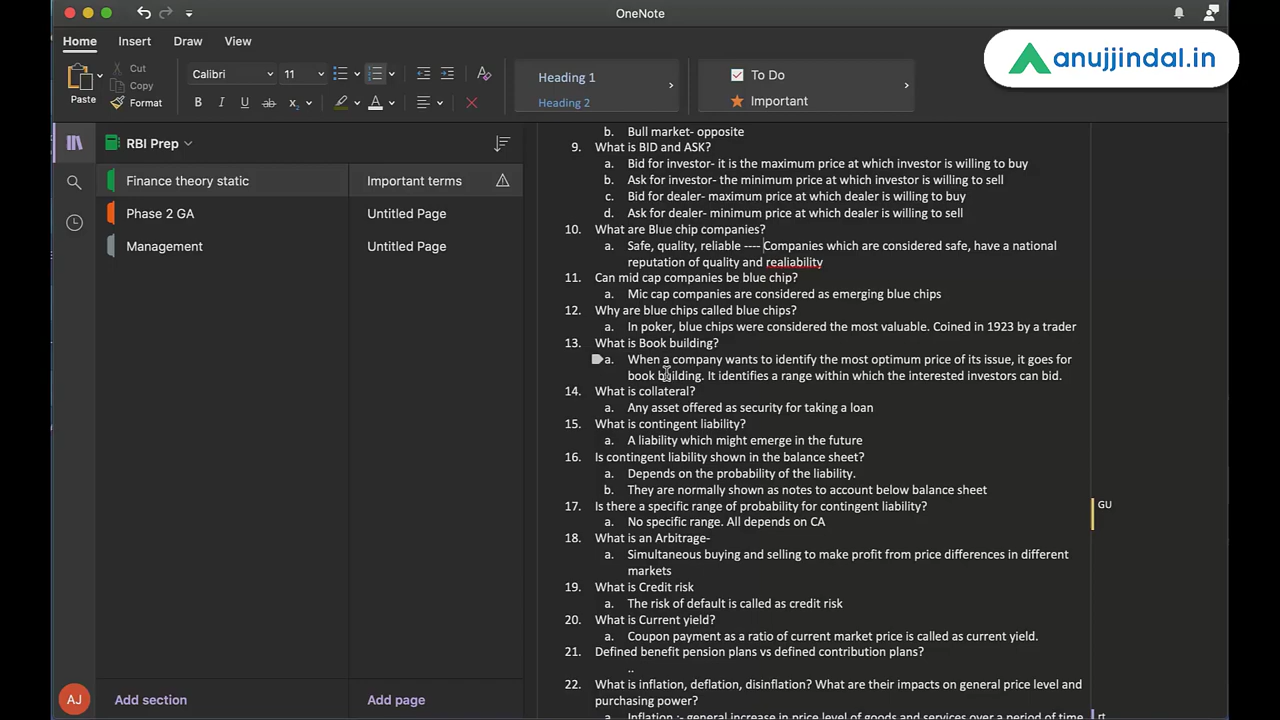 OneNote
Home Insert Draw View
anujjindal.in
Paste
Cut
Copy
Format
Calibri 11
B I U ab x
A
Heading 1
Heading 2
To Do
Important
RBI Prep
Finance theory static
Phase 2 GA
Management
Important terms
Untitled Page
Untitled Page
b. Bull market- opposite
9. What is BID and ASK?
a. Bid for investor- it is the maximum price at which investor is willing to buy
b. Ask for investor- the minimum price at which investor is willing to sell
c. Bid for dealer- maximum price at which dealer is willing to buy
d. Ask for dealer- minimum price at which dealer is willing to sell
10. What are Blue chip companies?
a. Safe, quality, reliable ---- Companies which are considered safe, have a national
reputation of quality and realiability
11. Can mid cap companies be blue chip?
a. Mic cap companies are considered as emerging blue chips
12. Why are blue chips called blue chips?
a. In poker, blue chips were considered the most valuable. Coined in 1923 by a trader
13. What is Book building?
a. When a company wants to identify the most optimum price of its issue, it goes for
book building. It identifies a range within which the interested investors can bid.
14. What is collateral?
a. Any asset offered as security for taking a loan
15. What is contingent liability?
a. A liability which might emerge in the future
16. Is contingent liability shown in the balance sheet?
a. Depends on the probability of the liability.
b. They are normally shown as notes to account below balance sheet
17. Is there a specific range of probability for contingent liability?
a. No specific range. All depends on CA
18. What is an Arbitrage-
a. Simultaneous buying and selling to make profit from price differences in different
markets
19. What is Credit risk
a. The risk of default is called as credit risk
20. What is Current yield?
a. Coupon payment as a ratio of current market price is called as current yield.
21. Defined benefit pension plans vs defined contribution plans?
..
22. What is inflation, deflation, disinflation? What are their impacts on general price level and
purchasing power?
a. Inflation :- general increase in price level of goods and services over a period of time
GU
rt
AJ
Add section
Add page